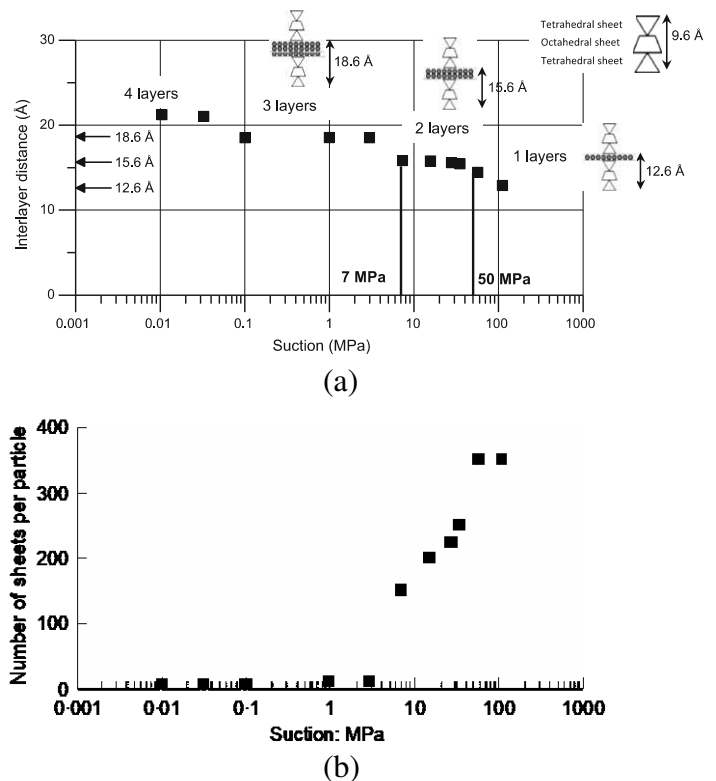 (a)
Tetrahedral sheet
Octahedral sheet
Tetrahedral sheet
9.6 Å
30
20
10
0
Interlayer distance (Å)
4 layers
3 layers
2 layers
1 layers
18.6 Å
15.6 Å
12.6 Å
18.6 Å
15.6 Å
12.6 Å
7 MPa
50 MPa
0.001
0.01
0.1
1
10
100
1000
Suction (MPa)
(a)
400
300
200
100
0
Number of sheets per particle
0·001
0·01
0·1
1
10
100
1000
Suction: MPa
(b)